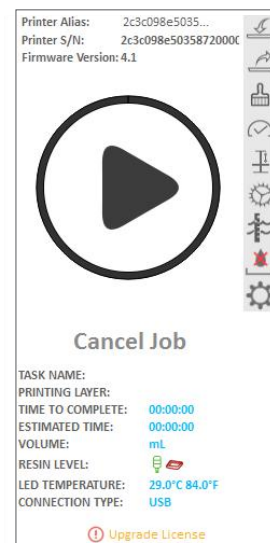 Printer Alias: 2c3c098e5035...
Printer S/N: 2c3c098e50358720000
Firmware Version: 4.1
Cancel Job
TASK NAME:
PRINTING LAYER:
TIME TO COMPLETE: 00:00:00
ESTIMATED TIME: 00:00:00
VOLUME: mL
RESIN LEVEL:
LED TEMPERATURE: 29.0°C 84.0°F
CONNECTION TYPE: USB
Upgrade License